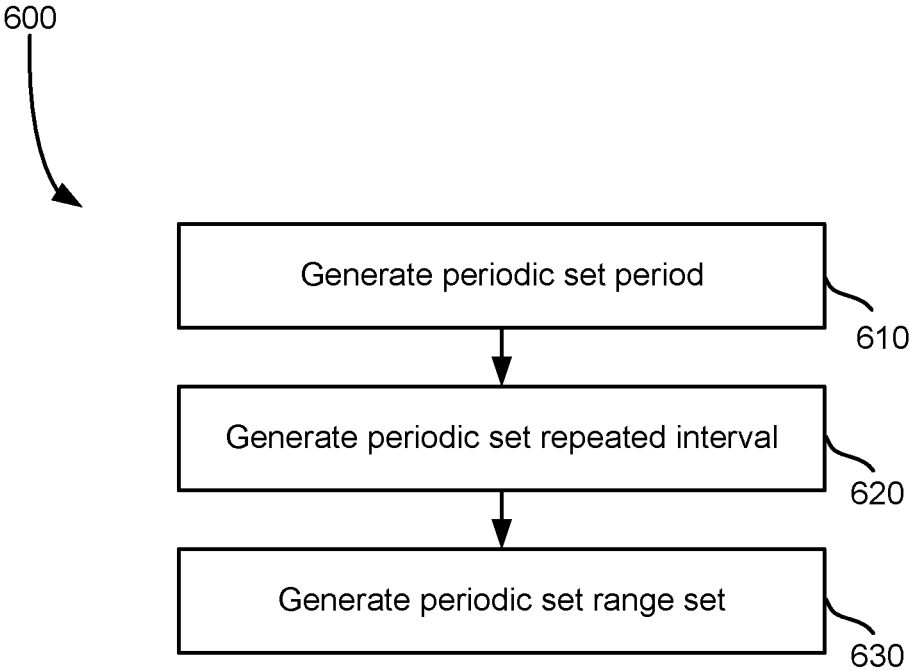 600
Generate periodic set period
610
Generate periodic set repeated interval
620
Generate periodic set range set
630